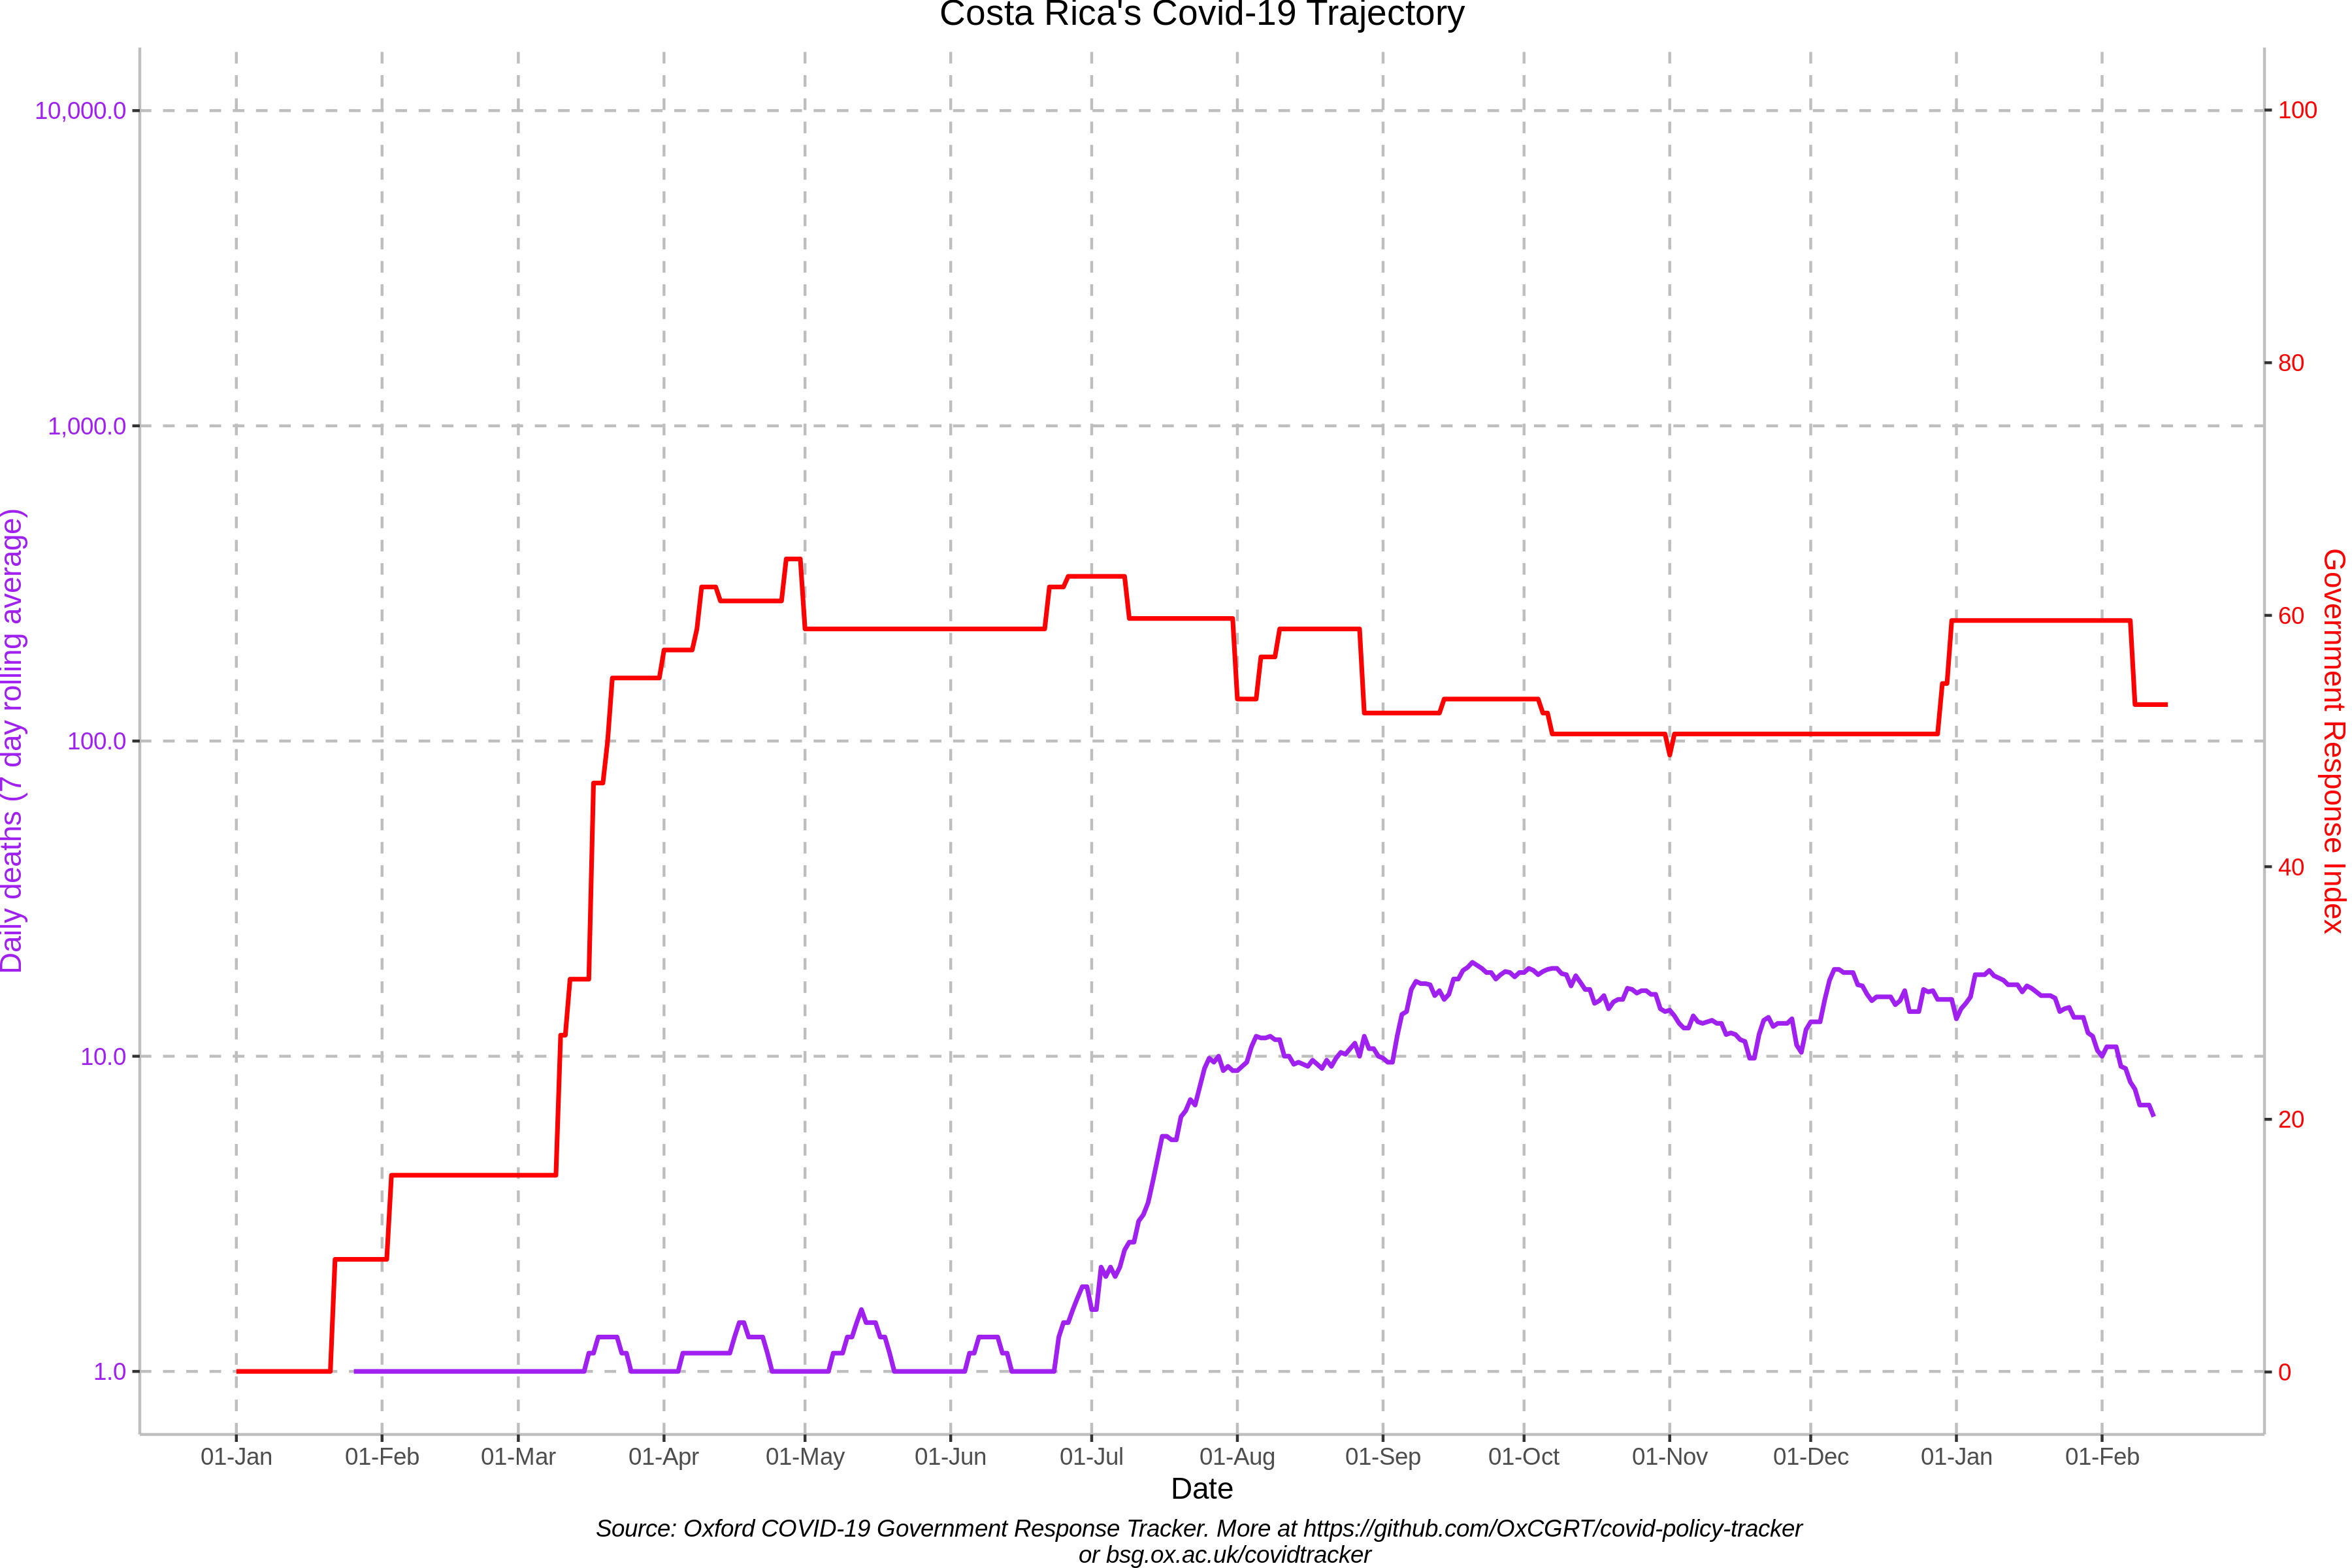 Costa Rica's Covid-19 Trajectory
10,000.0
1,000.0
100.0
10.0
1.0
Daily deaths (7 day rolling average)
100
80
60
40
20
0
Government Response Index
01-Jan 01-Feb 01-Mar 01-Apr 01-May 01-Jun 01-Jul 01-Aug 01-Sep 01-Oct 01-Nov 01-Dec 01-Jan 01-Feb
Date
Source: Oxford COVID-19 Government Response Tracker. More at https://github.com/OxCGRT/covid-policy-tracker
or bsg.ox.ac.uk/covidtracker